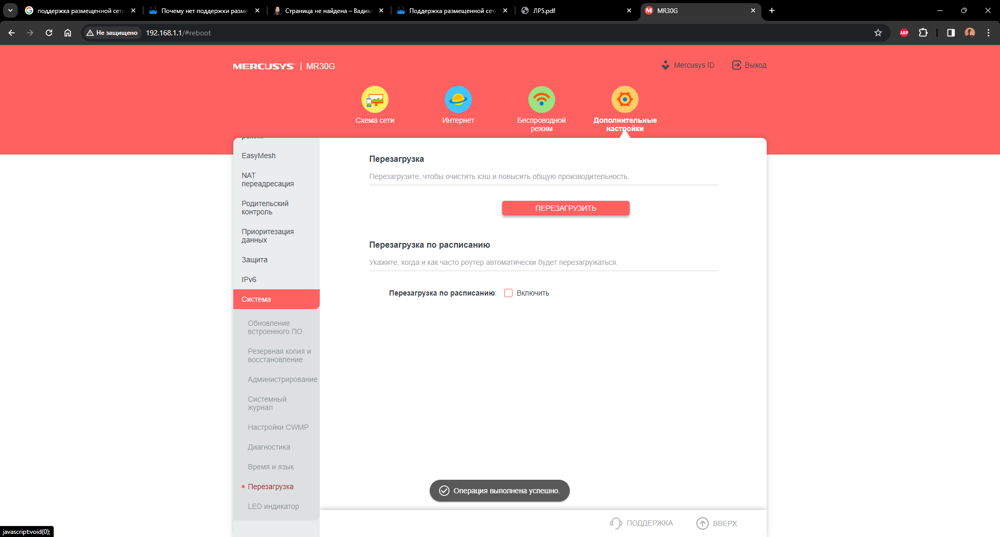 поддержка размещенной сети
Почему нет поддержки разме
Страница не найдена – Вадим
Поддержка размещенной сет
ЛР5.pdf
MR30G
Не защищено
192.168.1.1/#reboot
ABP
MERCUSYS | MR30G
Mercusys ID
Выход
Схема сети
Интернет
Беспроводной
режим
Дополнительные
настройки
EasyMesh
NAT
переадресация
Родительский
контроль
Приоритезация
данных
Защита
IPv6
Система
Обновление
встроенного ПО
Резервная копия и
восстановление
Администрирование
Системный
журнал
Настройки CWMP
Диагностика
Время и язык
Перезагрузка
LED индикатор
Перезагрузка
Перезагрузите, чтобы очистить кэш и повысить общую производительность.
ПЕРЕЗАГРУЗИТЬ
Перезагрузка по расписанию
Укажите, когда и как часто роутер автоматически будет перезагружаться.
Перезагрузка по расписанию: Включить
Операция выполнена успешно.
ПОДДЕРЖКА
ВВЕРХ
javascript:void(0);